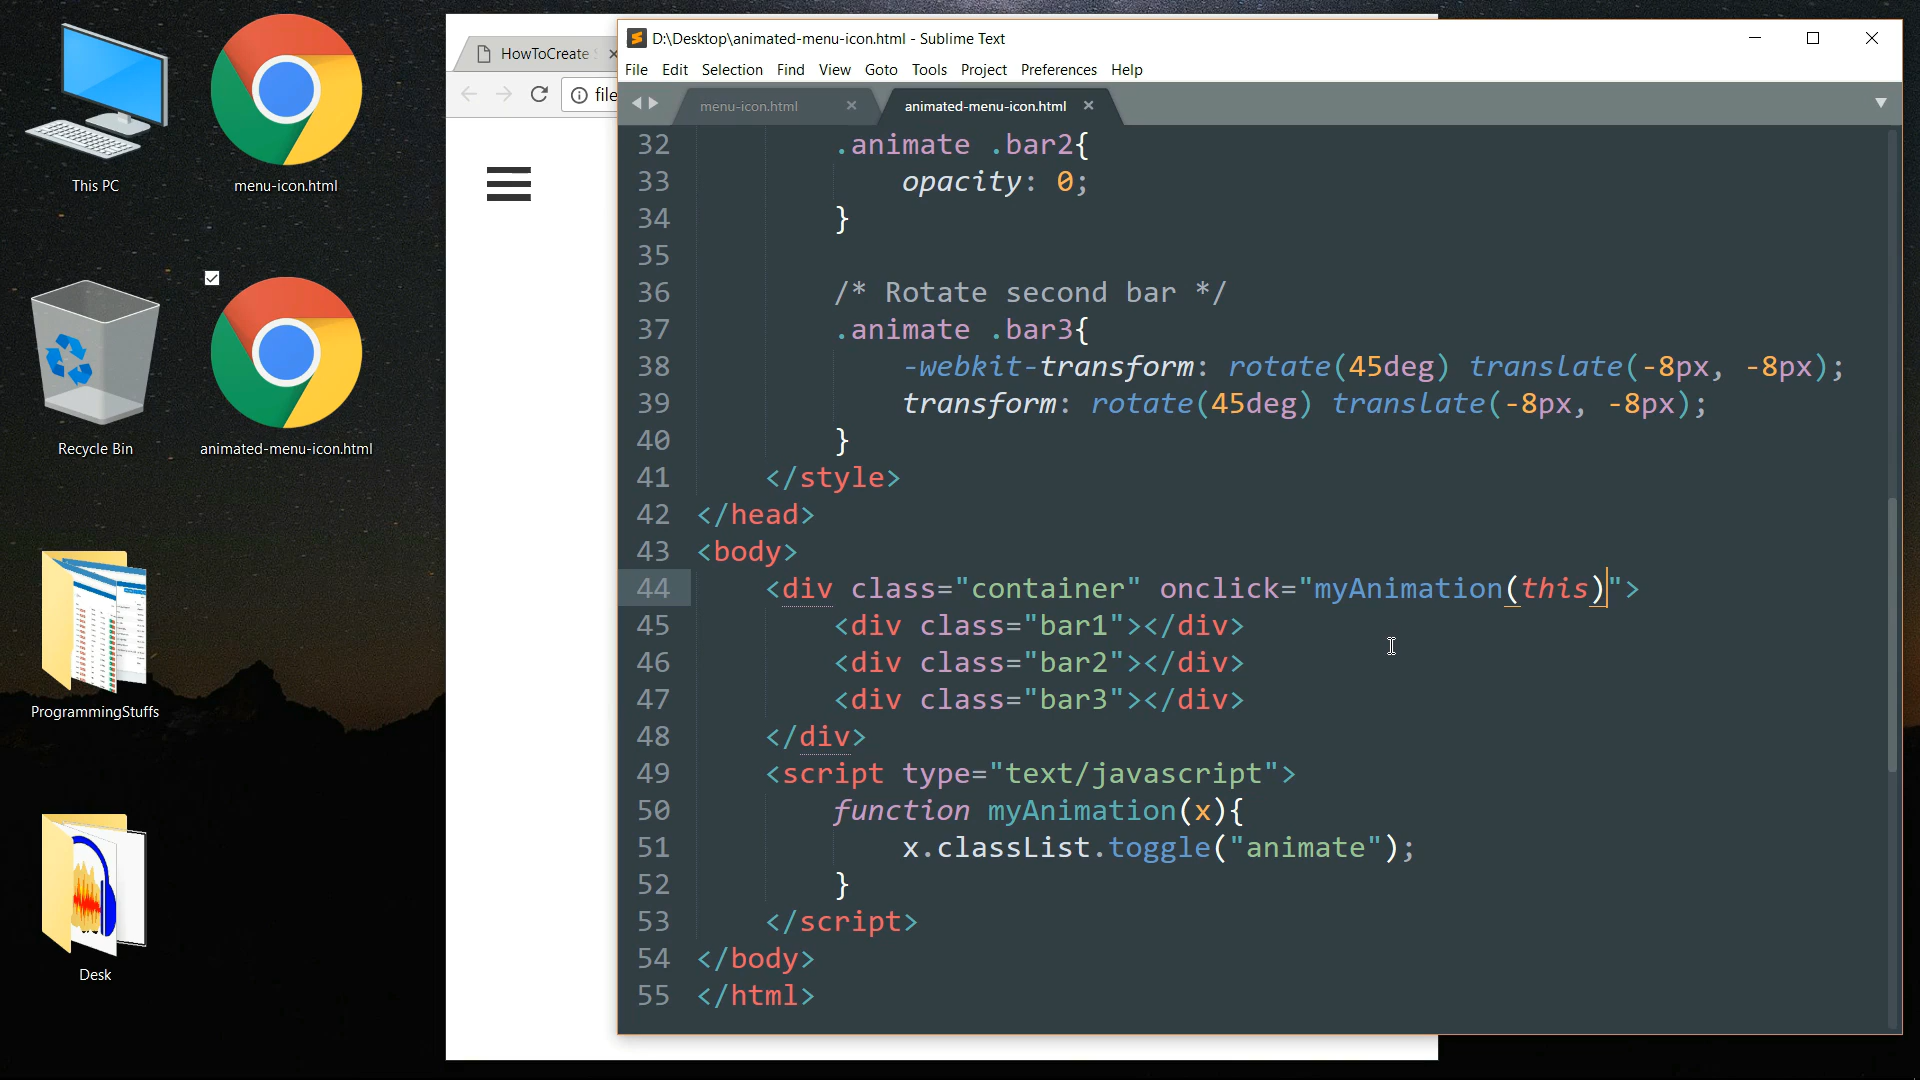 This PC
menu-icon.html
Recycle Bin
animated-menu-icon.html
ProgrammingStuffs
Desk
HowToCreate
file
D:\Desktop\animated-menu-icon.html - Sublime Text
File Edit Selection Find View Goto Tools Project Preferences Help
menu-icon.html
animated-menu-icon.html
32 .animate .bar2{
33 opacity: 0;
34 }
35
36 /* Rotate second bar */
37 .animate .bar3{
38 -webkit-transform: rotate(45deg) translate(-8px, -8px);
39 transform: rotate(45deg) translate(-8px, -8px);
40 }
41 </style>
42 </head>
43 <body>
44 <div class="container" onclick="myAnimation(this)">
45 <div class="bar1"></div>
46 <div class="bar2"></div>
47 <div class="bar3"></div>
48 </div>
49 <script type="text/javascript">
50 function myAnimation(x){
51 x.classList.toggle("animate");
52 }
53 </script>
54 </body>
55 </html>